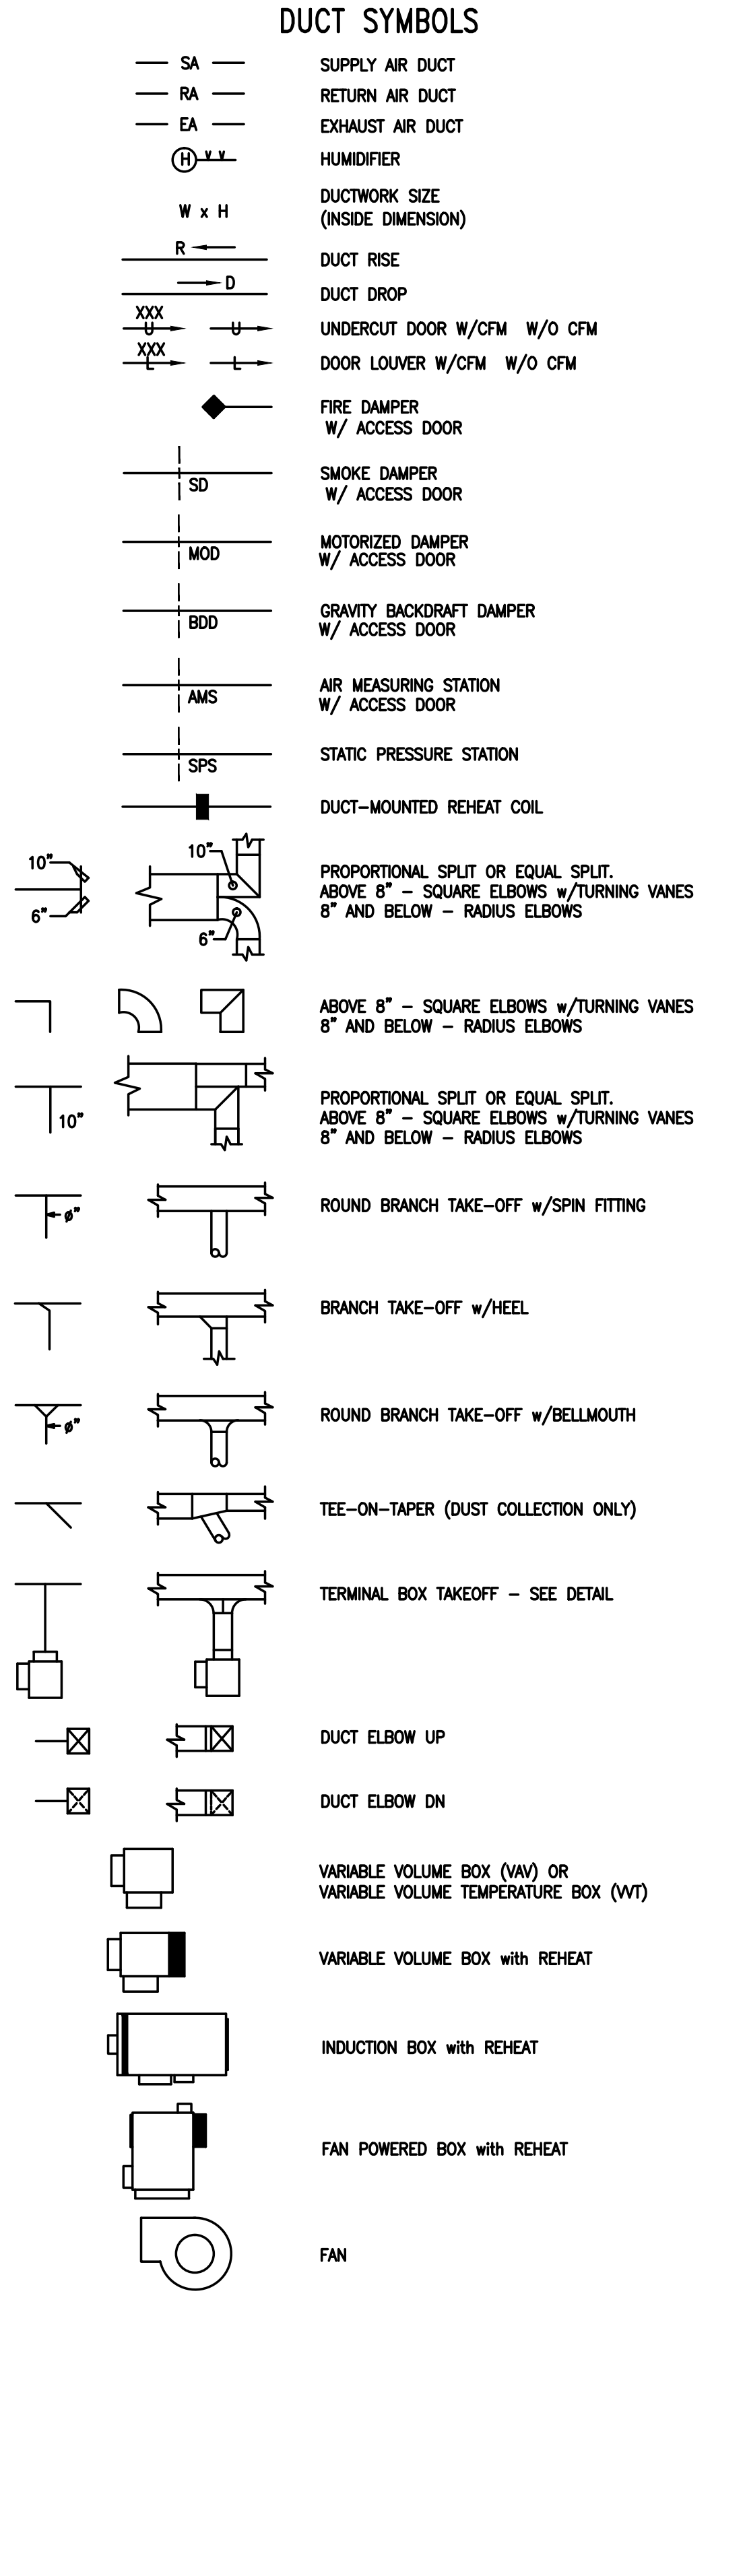 DUCT SYMBOLS
SA SUPPLY AIR DUCT
RA RETURN AIR DUCT
EA EXHAUST AIR DUCT
H V V HUMIDIFIER
W x H DUCTWORK SIZE
(INSIDE DIMENSION)
R DUCT RISE
D DUCT DROP
XXX
U U UNDERCUT DOOR W/CFM W/O CFM
XXX
L L DOOR LOUVER W/CFM W/O CFM
FIRE DAMPER
W/ ACCESS DOOR
SMOKE DAMPER
SD W/ ACCESS DOOR
MOTORIZED DAMPER
MOD W/ ACCESS DOOR
GRAVITY BACKDRAFT DAMPER
BDD W/ ACCESS DOOR
AIR MEASURING STATION
AMS W/ ACCESS DOOR
STATIC PRESSURE STATION
SPS
DUCT-MOUNTED REHEAT COIL
10" 10"
PROPORTIONAL SPLIT OR EQUAL SPLIT.
ABOVE 8" - SQUARE ELBOWS w/TURNING VANES
6" 8" AND BELOW - RADIUS ELBOWS
6"
ABOVE 8" - SQUARE ELBOWS w/TURNING VANES
8" AND BELOW - RADIUS ELBOWS
PROPORTIONAL SPLIT OR EQUAL SPLIT.
10" ABOVE 8" - SQUARE ELBOWS w/TURNING VANES
8" AND BELOW - RADIUS ELBOWS
ROUND BRANCH TAKE-OFF w/SPIN FITTING
ø"
BRANCH TAKE-OFF w/HEEL
ROUND BRANCH TAKE-OFF w/BELLMOUTH
ø"
TEE-ON-TAPER (DUST COLLECTION ONLY)
TERMINAL BOX TAKEOFF - SEE DETAIL
DUCT ELBOW UP
DUCT ELBOW DN
VARIABLE VOLUME BOX (VAV) OR
VARIABLE VOLUME TEMPERATURE BOX (VVT)
VARIABLE VOLUME BOX with REHEAT
INDUCTION BOX with REHEAT
FAN POWERED BOX with REHEAT
FAN